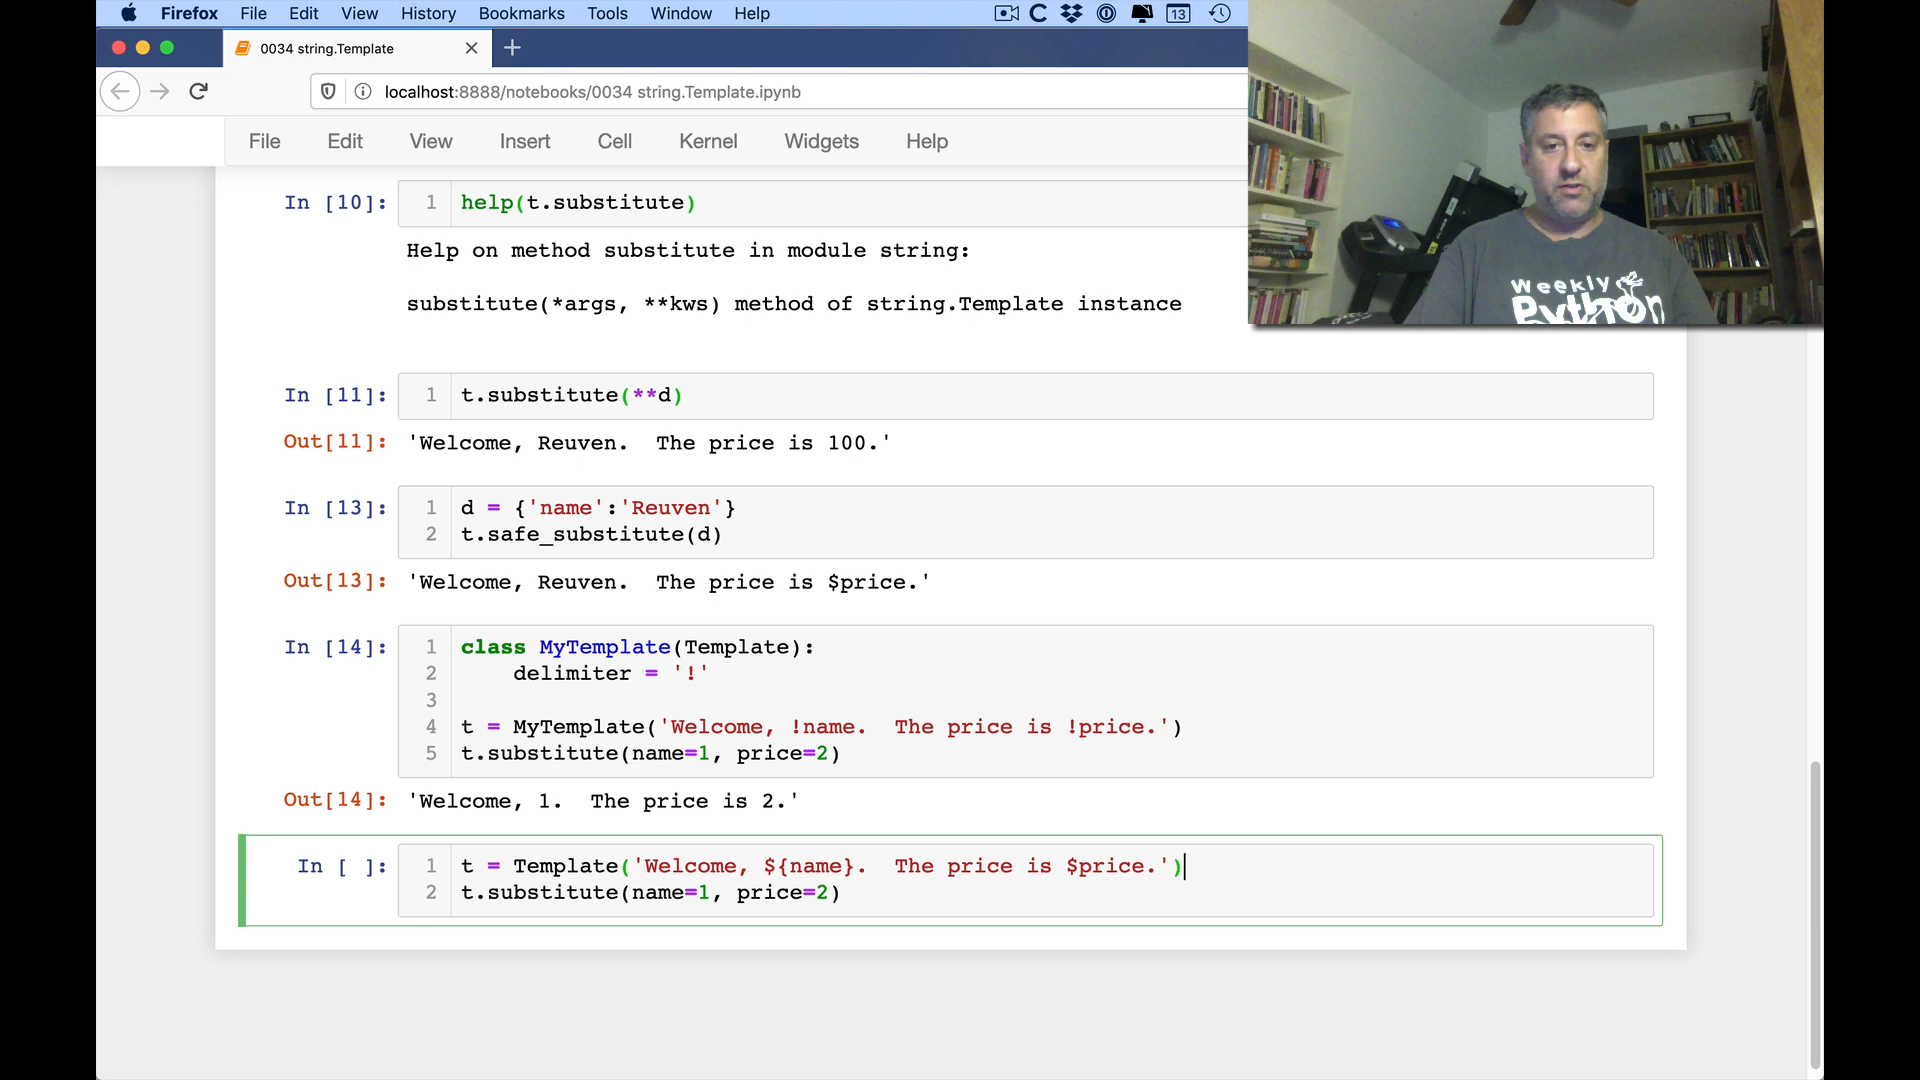 Firefox File Edit View History Bookmarks Tools Window Help 13
0034 string.Template
localhost:8888/notebooks/0034 string.Template.ipynb
File Edit View Insert Cell Kernel Widgets Help
In [10]: 1 help(t.substitute)
Help on method substitute in module string:
substitute(*args, **kws) method of string.Template instance
In [11]: 1 t.substitute(**d)
Out[11]: 'Welcome, Reuven.  The price is 100.'
In [13]: 1 d = {'name':'Reuven'}
2 t.safe_substitute(d)
Out[13]: 'Welcome, Reuven.  The price is $price.'
In [14]: 1 class MyTemplate(Template):
2     delimiter = '!'
3
4 t = MyTemplate('Welcome, !name.  The price is !price.')
5 t.substitute(name=1, price=2)
Out[14]: 'Welcome, 1.  The price is 2.'
In [ ]: 1 t = Template('Welcome, ${name}.  The price is $price.')
2 t.substitute(name=1, price=2)
Weekly
Python